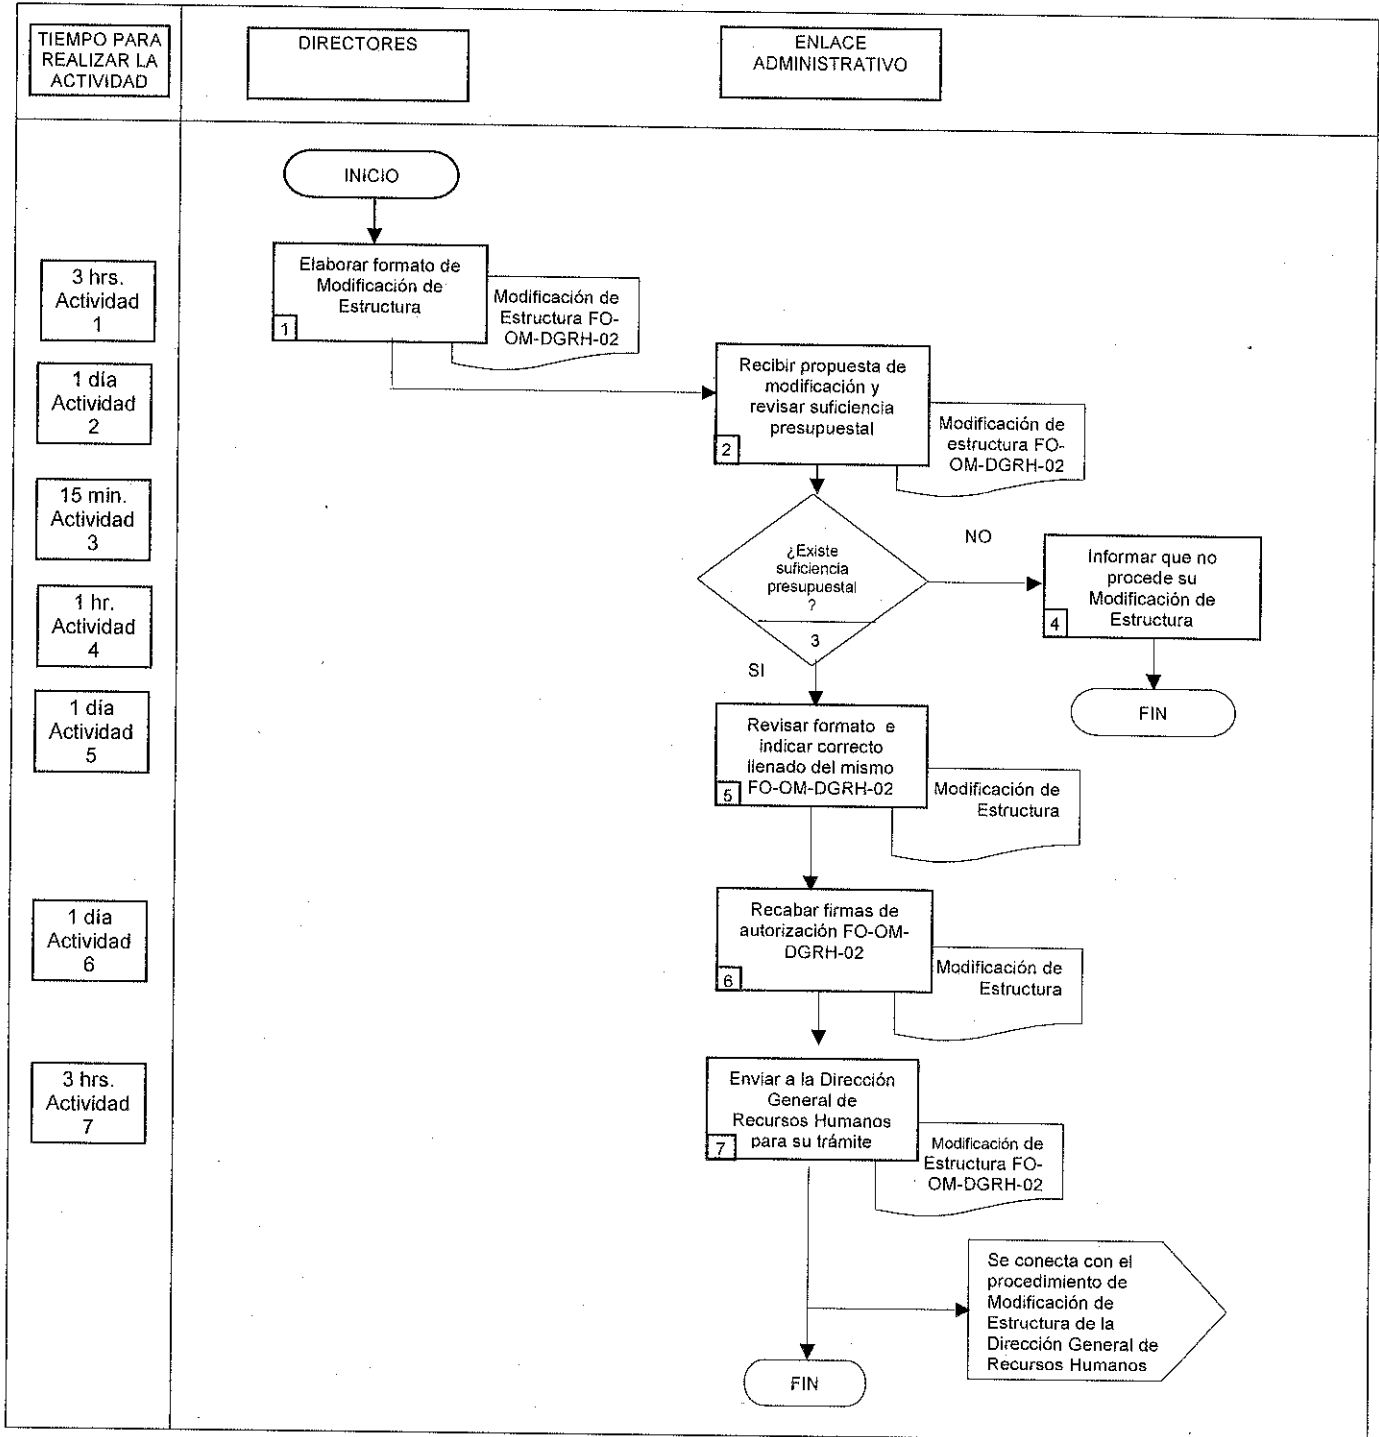 TIEMPO PARA
REALIZAR LA
ACTIVIDAD
DIRECTORES
ENLACE
ADMINISTRATIVO
INICIO
3 hrs.
Actividad
1
Elaborar formato de
Modificación de
Estructura
1
Modificación de
Estructura FO-
OM-DGRH-02
1 día
Actividad
2
Recibir propuesta de
modificación y
revisar suficiencia
presupuestal
2
Modificación de
estructura FO-
OM-DGRH-02
15 min.
Actividad
3
¿Existe
suficiencia
presupuestal
?
3
NO
SI
1 hr.
Actividad
4
Informar que no
procede su
Modificación de
Estructura
4
FIN
1 día
Actividad
5
Revisar formato e
indicar correcto
llenado del mismo
FO-OM-DGRH-02
5
Modificación de
Estructura
1 día
Actividad
6
Recabar firmas de
autorización FO-OM-
DGRH-02
6
Modificación de
Estructura
3 hrs.
Actividad
7
Enviar a la Dirección
General de
Recursos Humanos
para su trámite
7
Modificación de
Estructura FO-
OM-DGRH-02
Se conecta con el
procedimiento de
Modificación de
Estructura de la
Dirección General de
Recursos Humanos
FIN